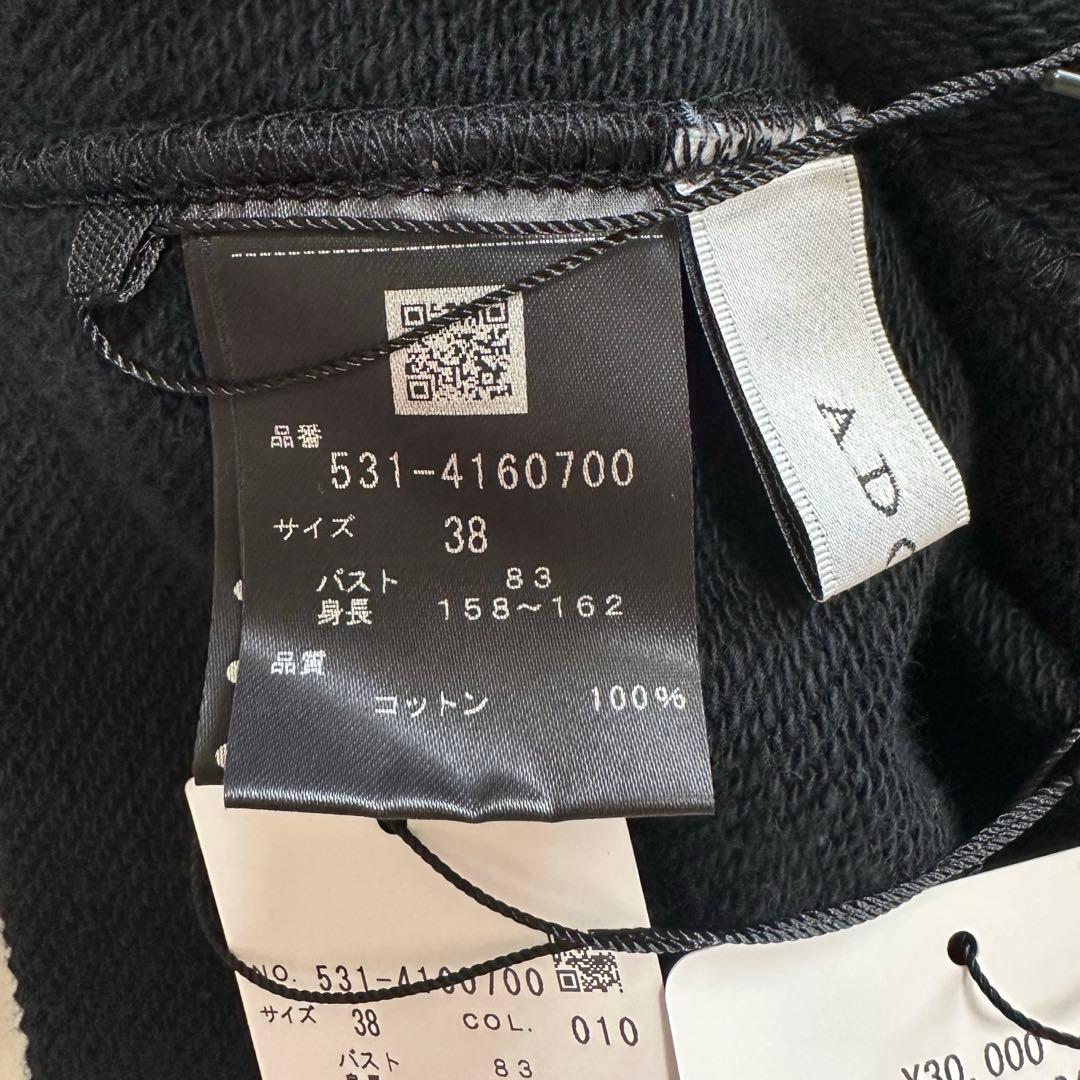 品番
531-4160700
サイズ 38
バスト 83
身長 158～162
品質
コットン 100%
A D
NO. 531-4160700
サイズ 38 COL. 010
バスト 83
¥30,000